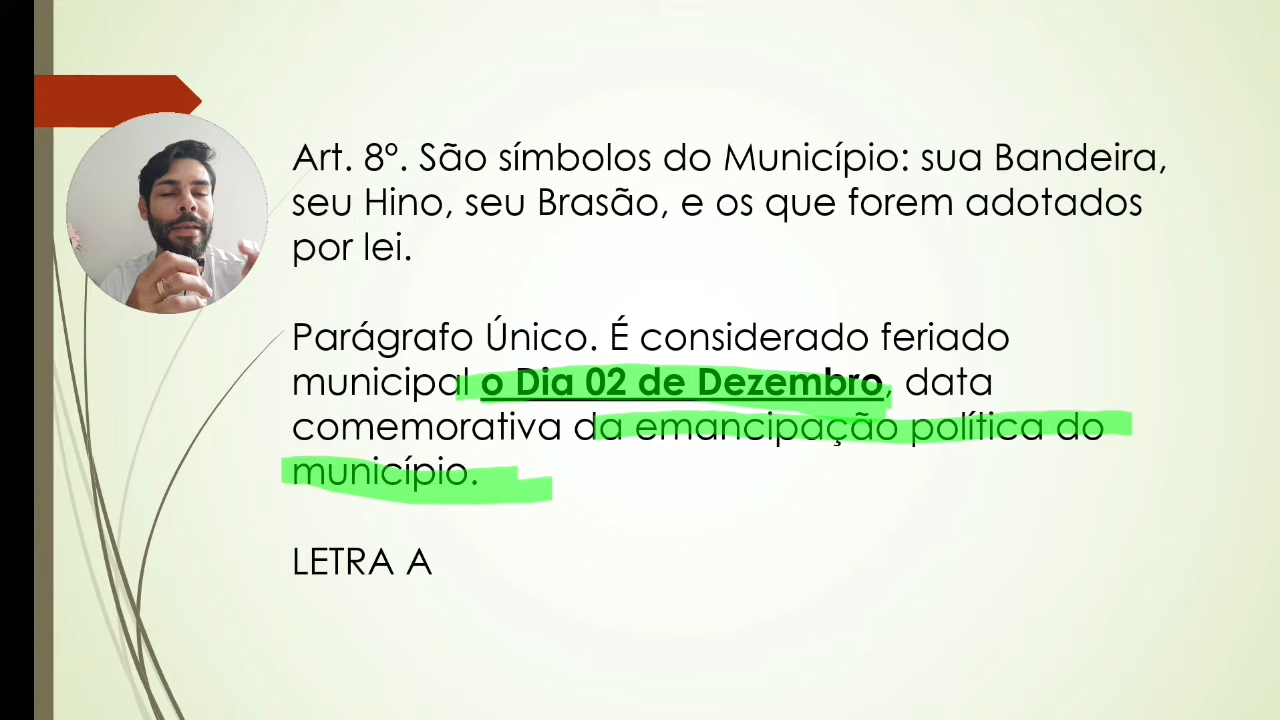 Art. 8º. São símbolos do Município: sua Bandeira,
seu Hino, seu Brasão, e os que forem adotados
por lei.
Parágrafo Único. É considerado feriado
municipal o Dia 02 de Dezembro, data
comemorativa da emancipação política do
município.
LETRA A